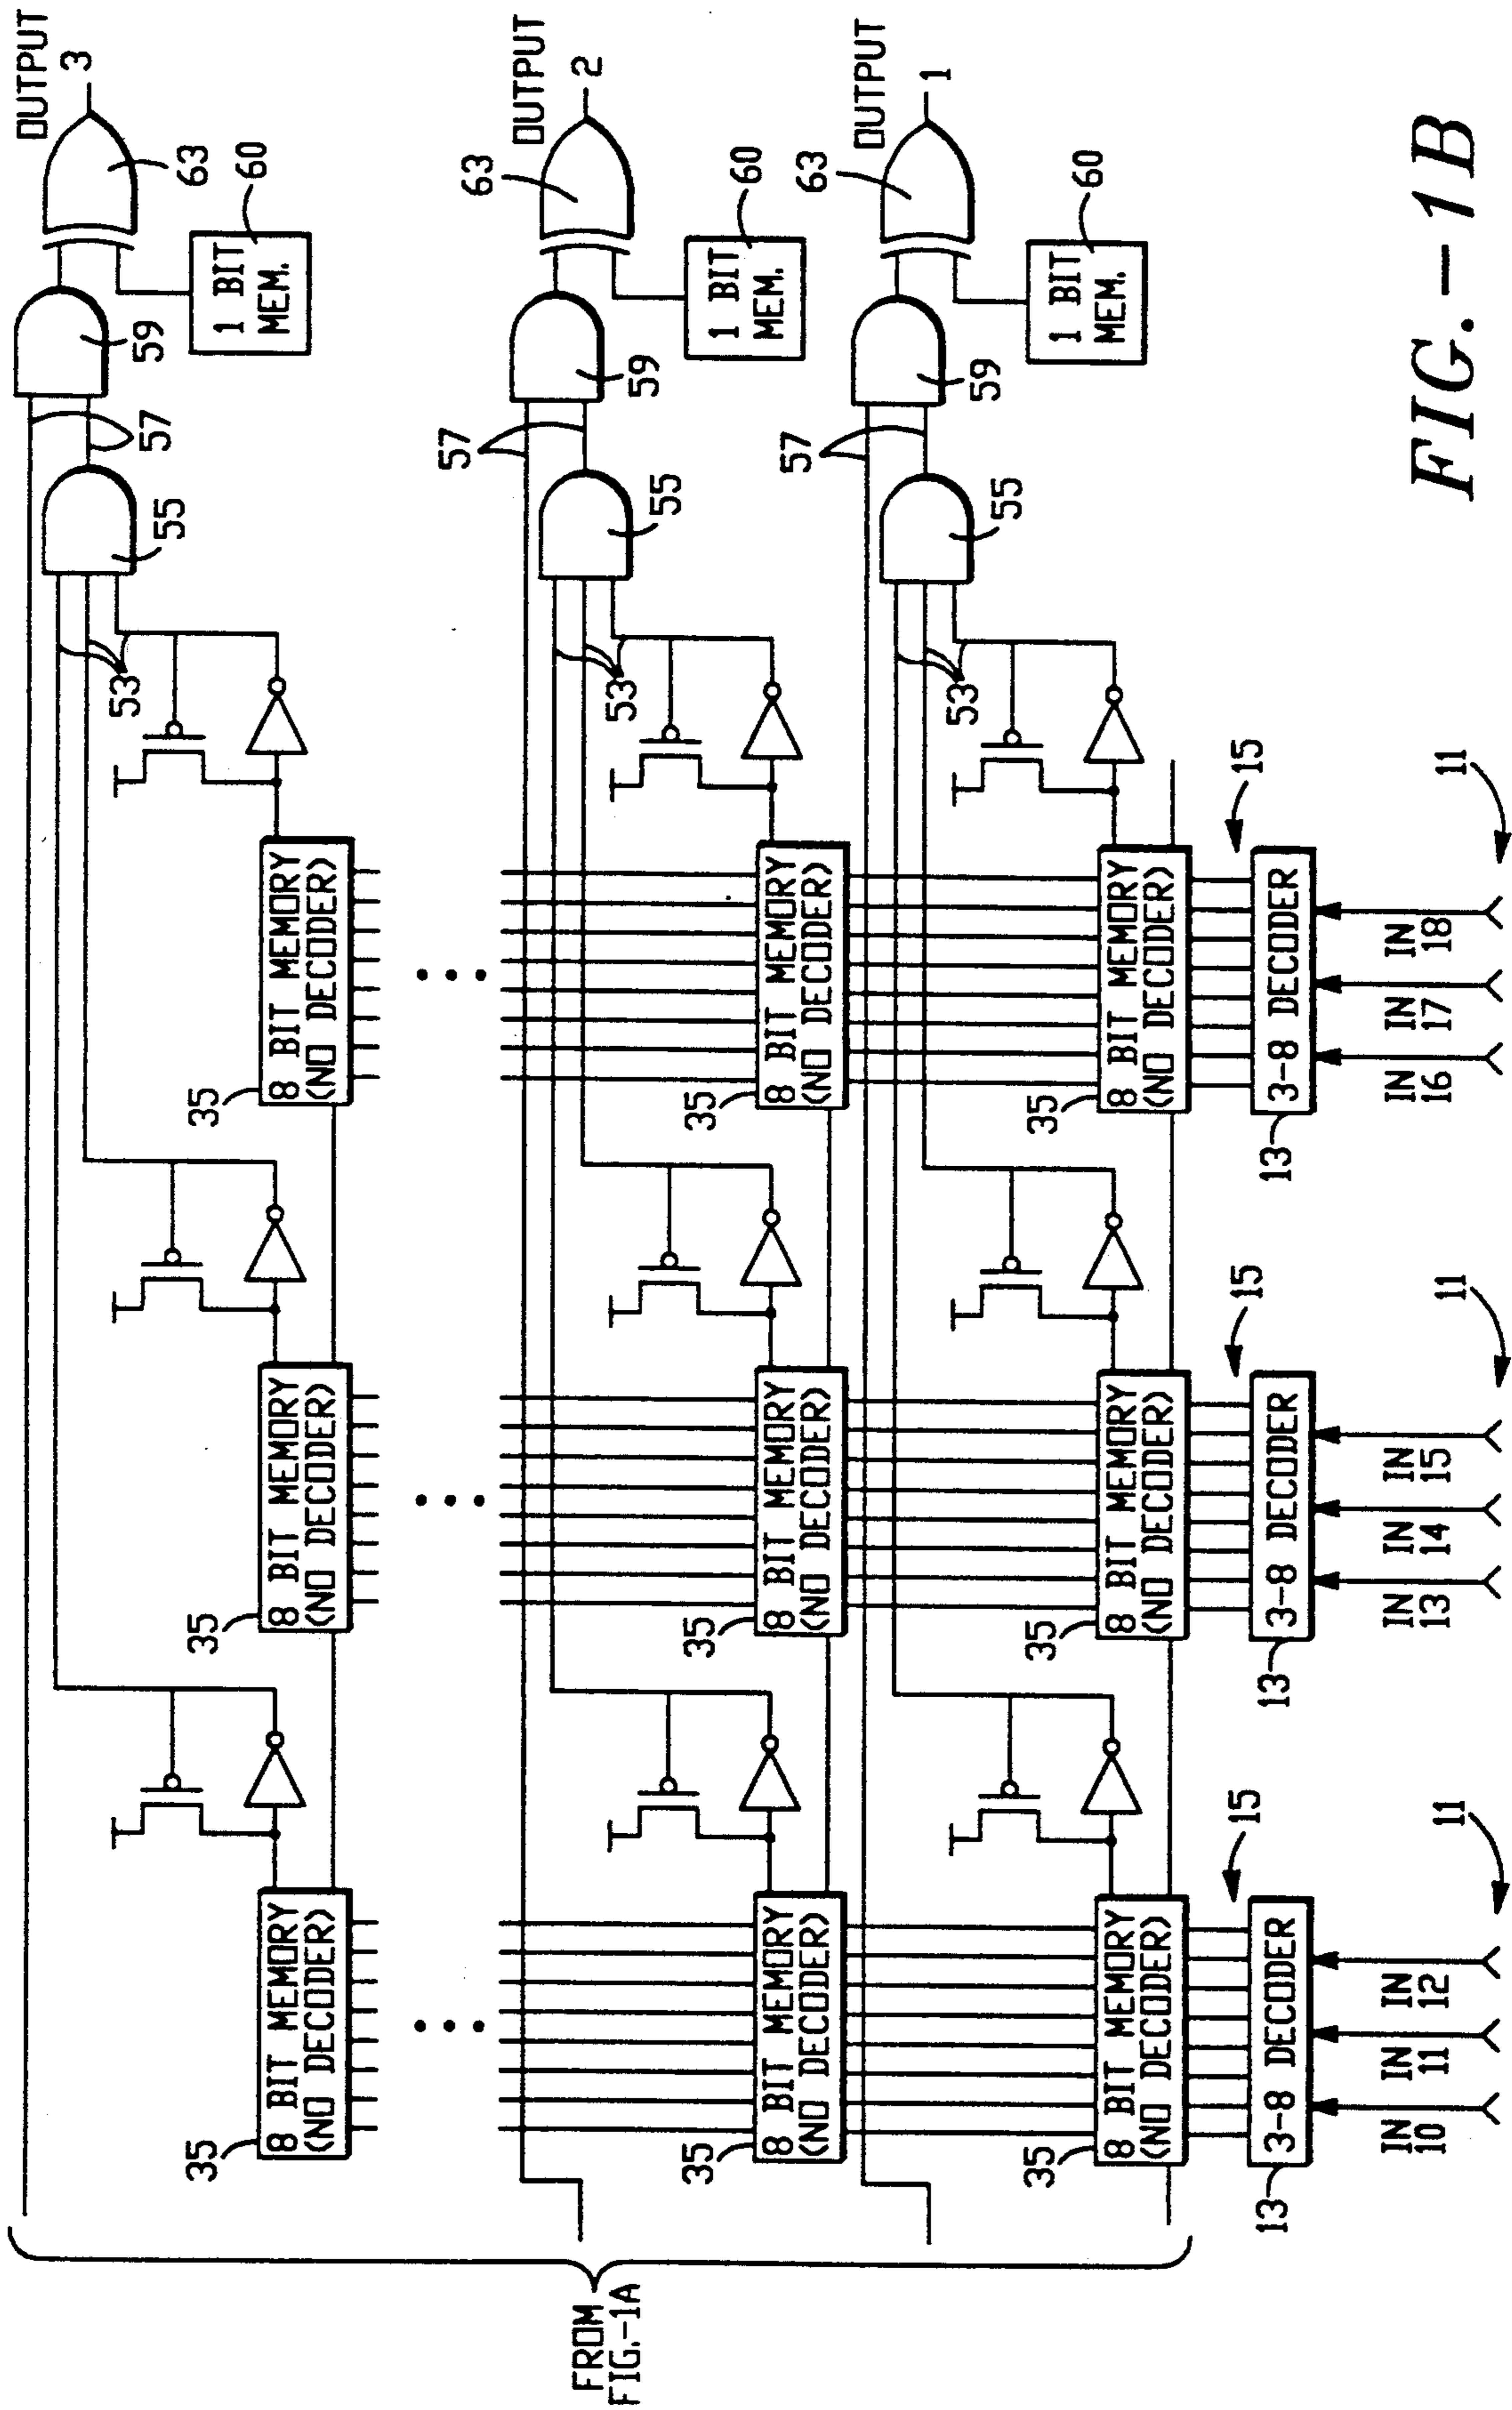 OUTPUT
3
63
60
1 BIT
MEM.
59
57
55
53
35
8 BIT MEMORY
(NO DECODER)
35
8 BIT MEMORY
(NO DECODER)
35
8 BIT MEMORY
(NO DECODER)
OUTPUT
2
63
60
1 BIT
MEM.
59
57
55
53
35
8 BIT MEMORY
(NO DECODER)
35
8 BIT MEMORY
(NO DECODER)
35
8 BIT MEMORY
(NO DECODER)
FROM
FIG.-1A
OUTPUT
1
63
60
1 BIT
MEM.
59
57
55
53
35
8 BIT MEMORY
(NO DECODER)
35
8 BIT MEMORY
(NO DECODER)
35
8 BIT MEMORY
(NO DECODER)
15
15
15
13
3-8 DECODER
13
3-8 DECODER
13
3-8 DECODER
IN
10
IN
11
IN
12
IN
13
IN
14
IN
15
IN
16
IN
17
IN
18
11
11
11
FIG.-1B